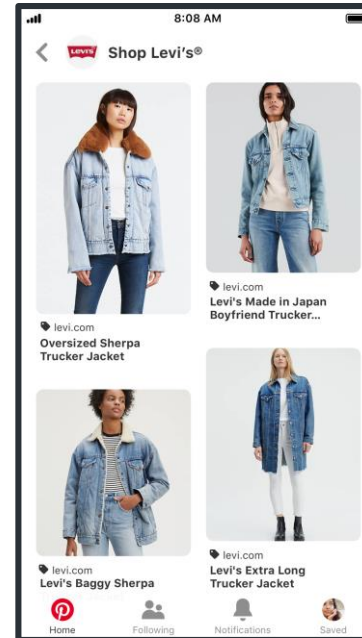 8:08 AM
Levi's
Shop Levi's®
levi.com
Oversized Sherpa
Trucker Jacket
levi.com
Levi's Made in Japan
Boyfriend Trucker...
levi.com
Levi's Baggy Sherpa
levi.com
Levi's Extra Long
Trucker Jacket
Home
Following
Notifications
Saved